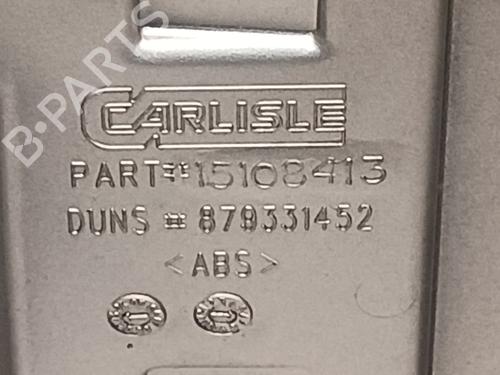 B-PARTS
CARLISLE
PART# 15108413
DUNS # 879331452
<ABS>